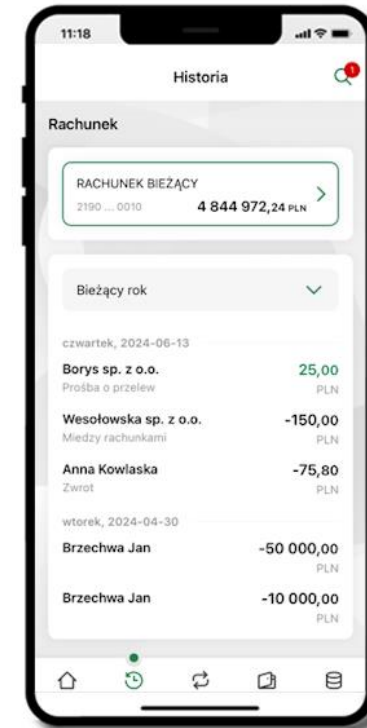 11:18
Historia
1
Rachunek
RACHUNEK BIEŻĄCY
2190 ... 0010 4 844 972,24 PLN
Bieżący rok
czwartek, 2024-06-13
Borys sp. z o.o. 25,00
Prośba o przelew PLN
Wesołowska sp. z o.o. -150,00
Miedzy rachunkami PLN
Anna Kowlaska -75,80
Zwrot PLN
wtorek, 2024-04-30
Brzechwa Jan -50 000,00
PLN
Brzechwa Jan -10 000,00
PLN